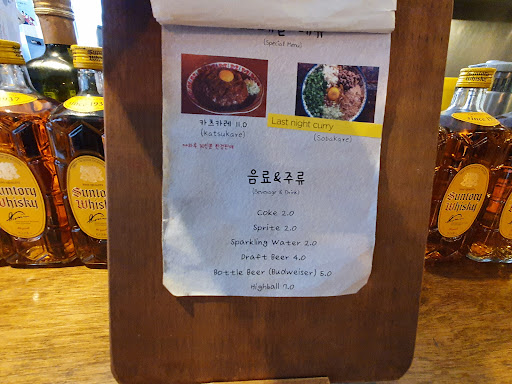 (Special Menu)
카츠카레 11.0
(katsukare)
Last night curry
(Sobokare)
음료&주류
(Beverage & Drink)
Coke 2.0
Sprite 2.0
Sparkling Water 2.0
Draft Beer 4.0
Bottle Beer (Budweiser) 5.0
Highball 7.0
Suntory
Whisky
Suntory
Whisky
Suntory
Whisky